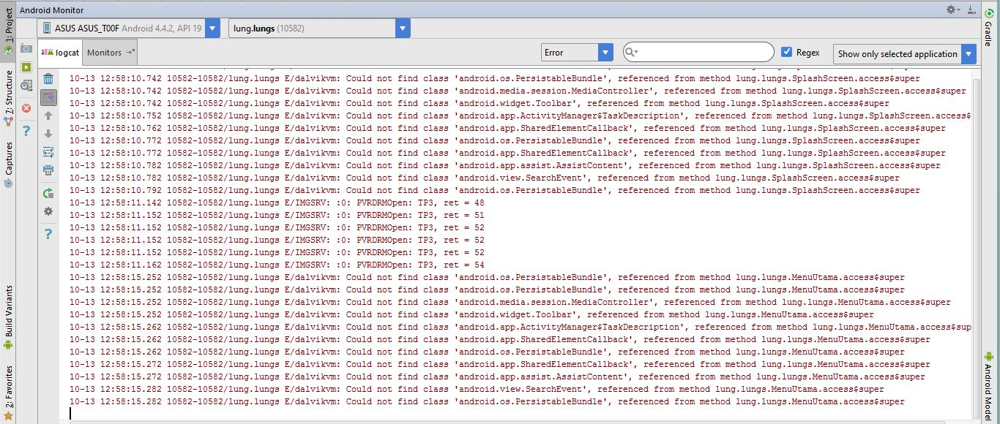 Android Monitor
ASUS ASUS_T00F Android 4.4.2, API 19
lung.lungs (10582)
logcat
Monitors
Error
Regex
Show only selected application
10-13 12:58:10.742 10582-10582/lung.lungs E/dalvikvm: Could not find class 'android.os.PersistableBundle', referenced from method lung.lungs.SplashScreen.access$super
10-13 12:58:10.742 10582-10582/lung.lungs E/dalvikvm: Could not find class 'android.media.session.MediaController', referenced from method lung.lungs.SplashScreen.access$super
10-13 12:58:10.742 10582-10582/lung.lungs E/dalvikvm: Could not find class 'android.widget.Toolbar', referenced from method lung.lungs.SplashScreen.access$super
10-13 12:58:10.752 10582-10582/lung.lungs E/dalvikvm: Could not find class 'android.app.ActivityManager$TaskDescription', referenced from method lung.lungs.SplashScreen.access$
10-13 12:58:10.762 10582-10582/lung.lungs E/dalvikvm: Could not find class 'android.app.SharedElementCallback', referenced from method lung.lungs.SplashScreen.access$super
10-13 12:58:10.772 10582-10582/lung.lungs E/dalvikvm: Could not find class 'android.os.PersistableBundle', referenced from method lung.lungs.SplashScreen.access$super
10-13 12:58:10.772 10582-10582/lung.lungs E/dalvikvm: Could not find class 'android.app.SharedElementCallback', referenced from method lung.lungs.SplashScreen.access$super
10-13 12:58:10.782 10582-10582/lung.lungs E/dalvikvm: Could not find class 'android.app.assist.AssistContent', referenced from method lung.lungs.SplashScreen.access$super
10-13 12:58:10.782 10582-10582/lung.lungs E/dalvikvm: Could not find class 'android.view.SearchEvent', referenced from method lung.lungs.SplashScreen.access$super
10-13 12:58:10.792 10582-10582/lung.lungs E/dalvikvm: Could not find class 'android.os.PersistableBundle', referenced from method lung.lungs.SplashScreen.access$super
10-13 12:58:11.142 10582-10582/lung.lungs E/IMGSRV: :0: PVRDRMOpen: TP3, ret = 48
10-13 12:58:11.152 10582-10582/lung.lungs E/IMGSRV: :0: PVRDRMOpen: TP3, ret = 51
10-13 12:58:11.152 10582-10582/lung.lungs E/IMGSRV: :0: PVRDRMOpen: TP3, ret = 52
10-13 12:58:11.152 10582-10582/lung.lungs E/IMGSRV: :0: PVRDRMOpen: TP3, ret = 52
10-13 12:58:11.152 10582-10582/lung.lungs E/IMGSRV: :0: PVRDRMOpen: TP3, ret = 52
10-13 12:58:11.162 10582-10582/lung.lungs E/IMGSRV: :0: PVRDRMOpen: TP3, ret = 54
10-13 12:58:15.252 10582-10582/lung.lungs E/dalvikvm: Could not find class 'android.os.PersistableBundle', referenced from method lung.lungs.MenuUtama.access$super
10-13 12:58:15.252 10582-10582/lung.lungs E/dalvikvm: Could not find class 'android.os.PersistableBundle', referenced from method lung.lungs.MenuUtama.access$super
10-13 12:58:15.252 10582-10582/lung.lungs E/dalvikvm: Could not find class 'android.media.session.MediaController', referenced from method lung.lungs.MenuUtama.access$super
10-13 12:58:15.252 10582-10582/lung.lungs E/dalvikvm: Could not find class 'android.widget.Toolbar', referenced from method lung.lungs.MenuUtama.access$super
10-13 12:58:15.262 10582-10582/lung.lungs E/dalvikvm: Could not find class 'android.app.ActivityManager$TaskDescription', referenced from method lung.lungs.MenuUtama.access$sup
10-13 12:58:15.262 10582-10582/lung.lungs E/dalvikvm: Could not find class 'android.app.SharedElementCallback', referenced from method lung.lungs.MenuUtama.access$super
10-13 12:58:15.262 10582-10582/lung.lungs E/dalvikvm: Could not find class 'android.os.PersistableBundle', referenced from method lung.lungs.MenuUtama.access$super
10-13 12:58:15.272 10582-10582/lung.lungs E/dalvikvm: Could not find class 'android.app.SharedElementCallback', referenced from method lung.lungs.MenuUtama.access$super
10-13 12:58:15.272 10582-10582/lung.lungs E/dalvikvm: Could not find class 'android.app.assist.AssistContent', referenced from method lung.lungs.MenuUtama.access$super
10-13 12:58:15.282 10582-10582/lung.lungs E/dalvikvm: Could not find class 'android.view.SearchEvent', referenced from method lung.lungs.MenuUtama.access$super
10-13 12:58:15.282 10582-10582/lung.lungs E/dalvikvm: Could not find class 'android.os.PersistableBundle', referenced from method lung.lungs.MenuUtama.access$super
1: Project
7: Structure
Captures
Build Variants
2: Favorites
Gradle
Android Model